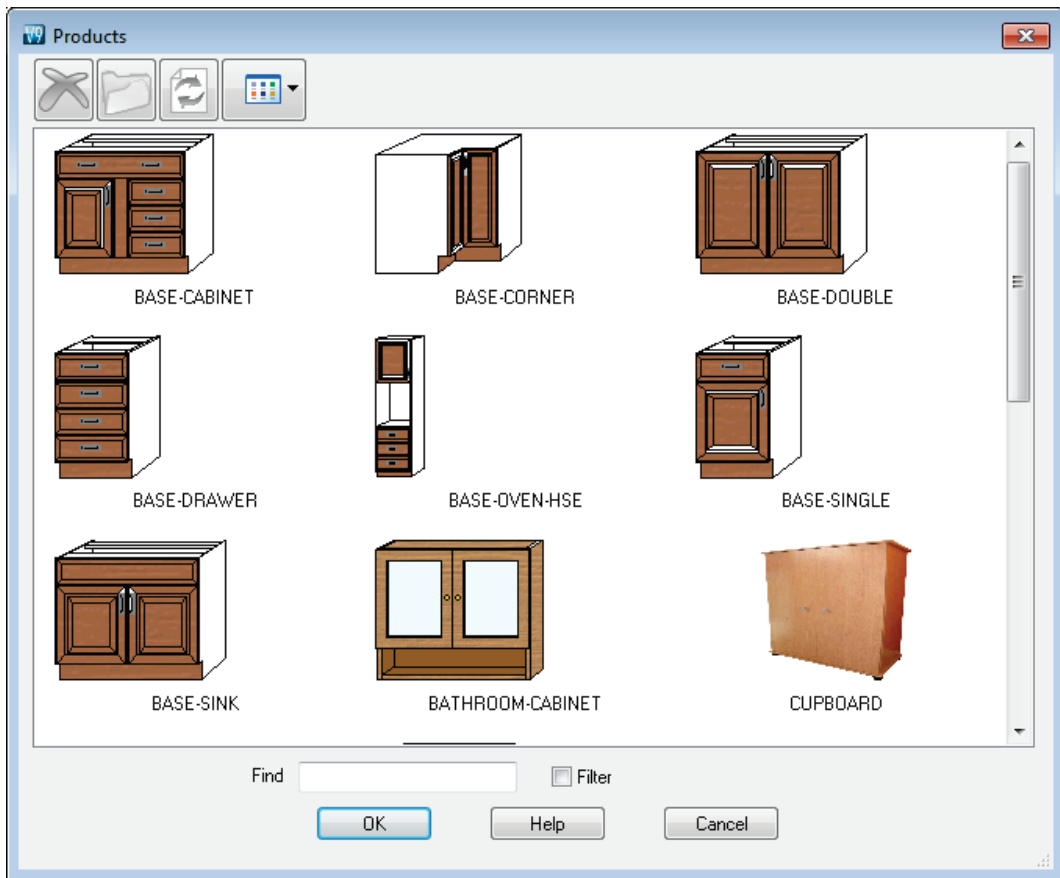 V9 Products
BASE-CABINET
BASE-CORNER
BASE-DOUBLE
BASE-DRAWER
BASE-OVEN-HSE
BASE-SINGLE
BASE-SINK
BATHROOM-CABINET
CUPBOARD
Find
Filter
OK
Help
Cancel